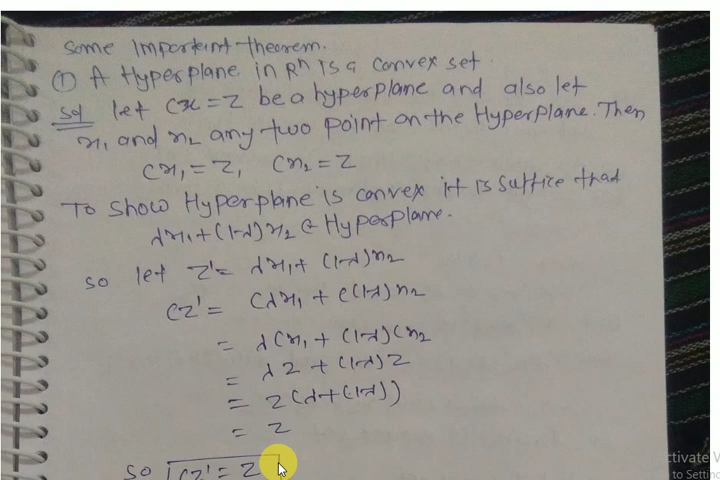 some Important theorem.
① A Hyperplane in Rⁿ is a convex set.
Sol let cx = z be a hyperplane and also let
x₁ and x₂ any two point on the Hyperplane. Then
cx₁ = z, cx₂ = z
To show Hyperplane is convex it is suffice that
λx₁ + (1-λ)x₂ ∈ Hyperplane.
so let z' = λx₁ + (1-λ)x₂
cz' = cλx₁ + c(1-λ)x₂
= λcx₁ + (1-λ)cx₂
= λz + (1-λ)z
= z(λ+(1-λ))
= z
so cz' = z